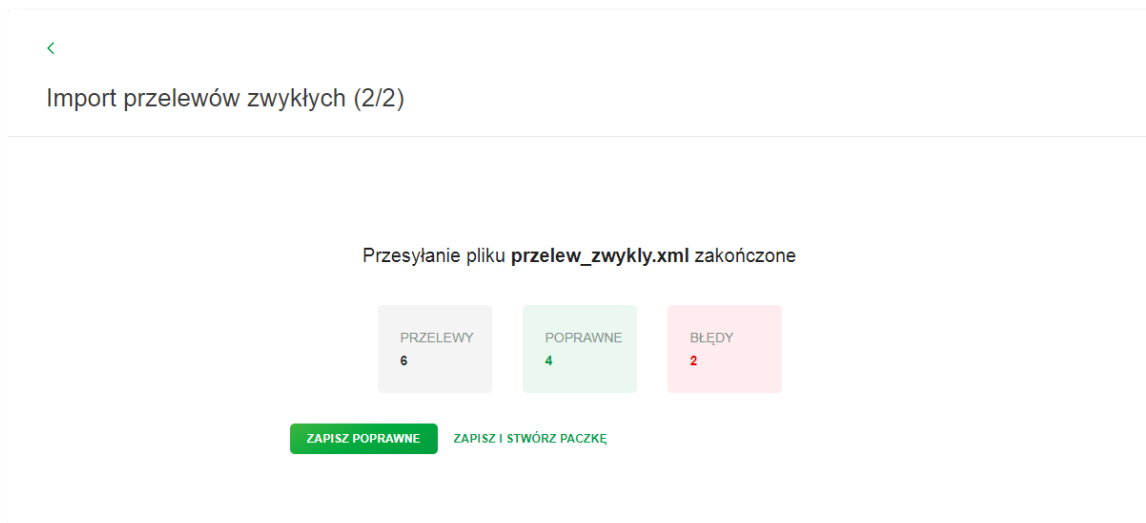 Import przelewów zwykłych (2/2)
Przesyłanie pliku przelew_zwykly.xml zakończone
PRZELEWY
6
POPRAWNE
4
BŁĘDY
2
ZAPISZ POPRAWNE
ZAPISZ I STWÓRZ PACZKĘ